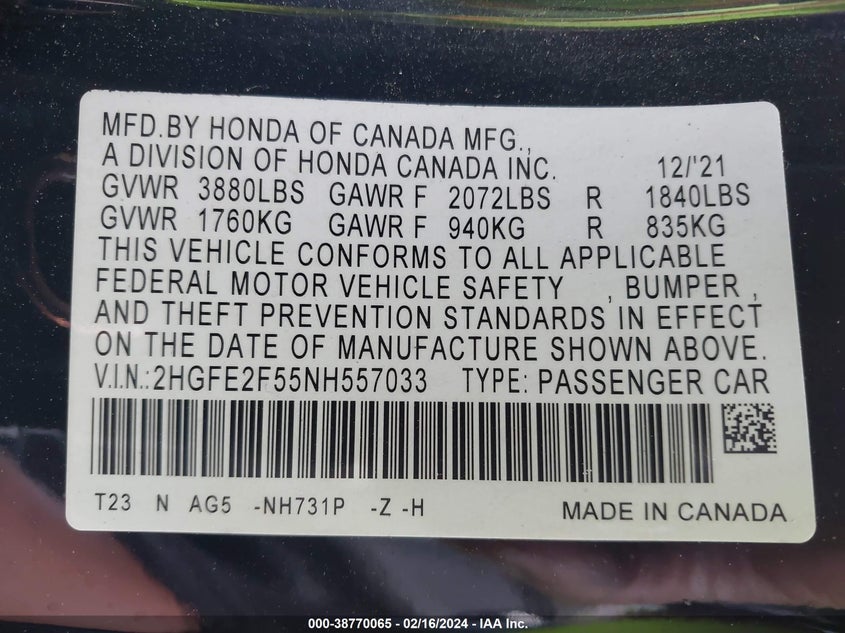 MFD.BY HONDA OF CANADA MFG.,
A DIVISION OF HONDA CANADA INC. 12/'21
GVWR 3880LBS GAWR F 2072LBS R 1840LBS
GVWR 1760KG GAWR F 940KG R 835KG
THIS VEHICLE CONFORMS TO ALL APPLICABLE
FEDERAL MOTOR VEHICLE SAFETY , BUMPER ,
AND THEFT PREVENTION STANDARDS IN EFFECT
ON THE DATE OF MANUFACTURE SHOWN ABOVE.
V.I.N.:2HGFE2F55NH557033 TYPE: PASSENGER CAR
T23 N AG5 -NH731P -Z -H MADE IN CANADA
000-38770065 - 02/16/2024 - IAA Inc.